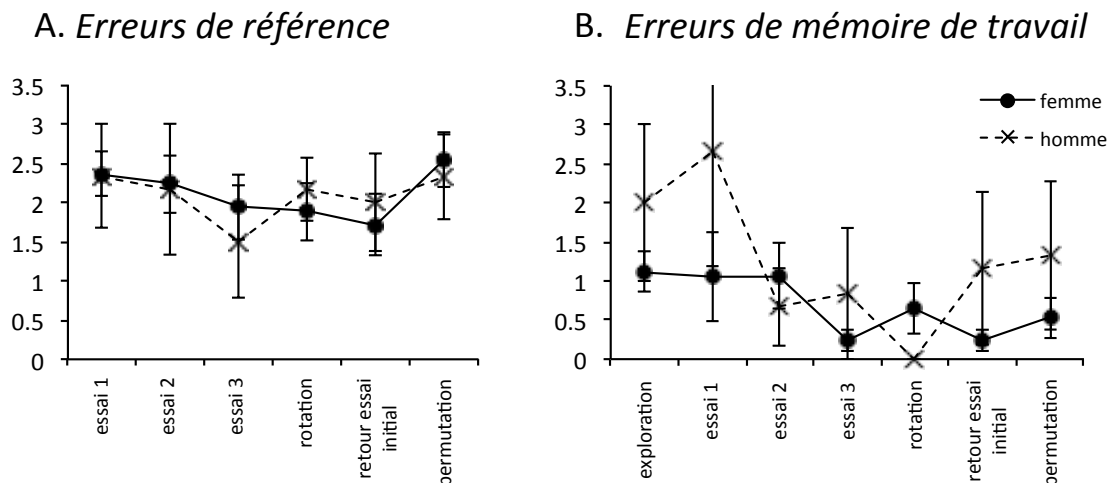 A. Erreurs de référence
3.5
3
2.5
2
1.5
1
0.5
0
essai 1
essai 2
essai 3
rotation
retour essai
initial
permutation
B. Erreurs de mémoire de travail
3.5
3
2.5
2
1.5
1
0.5
0
femme
homme
exploration
essai 1
essai 2
essai 3
rotation
retour essai
initial
permutation